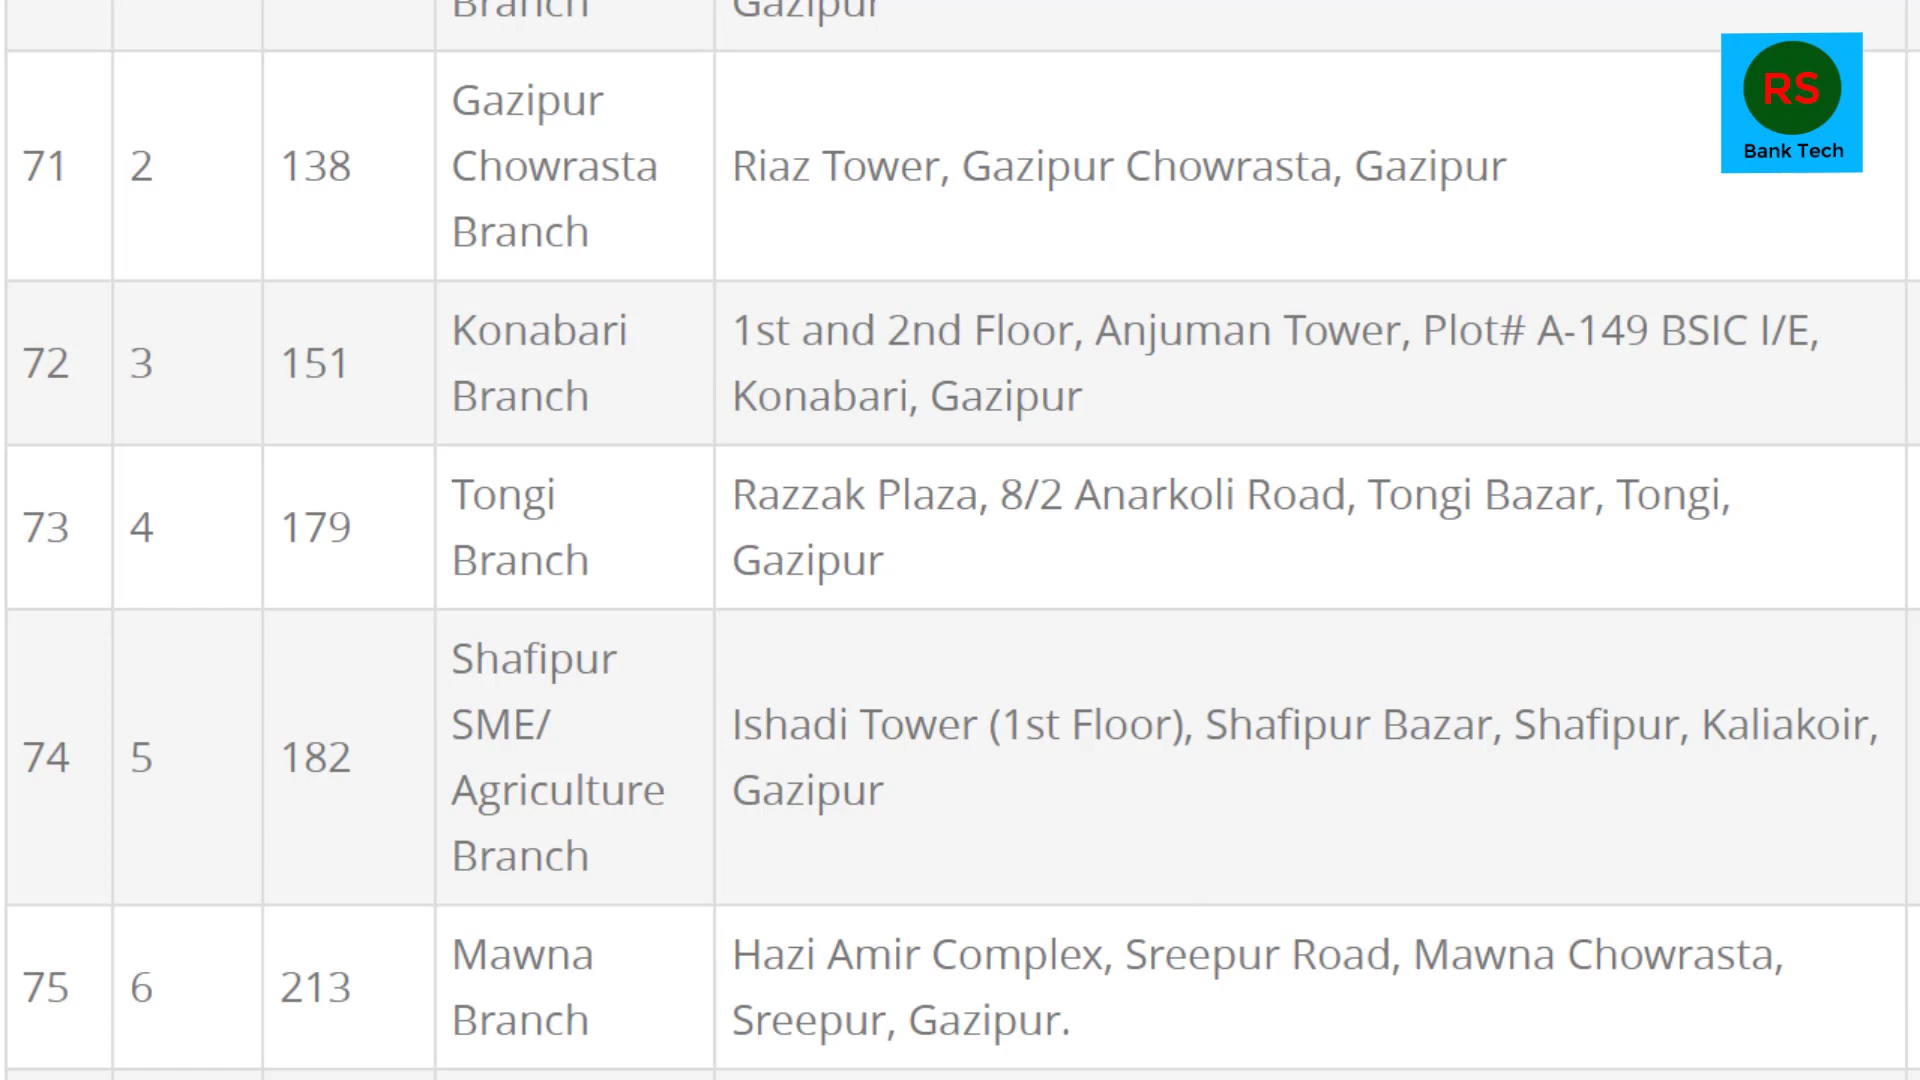 Branch
Gazipur
71
2
138
Gazipur
Chowrasta
Branch
Riaz Tower, Gazipur Chowrasta, Gazipur
72
3
151
Konabari
Branch
1st and 2nd Floor, Anjuman Tower, Plot# A-149 BSIC I/E,
Konabari, Gazipur
73
4
179
Tongi
Branch
Razzak Plaza, 8/2 Anarkoli Road, Tongi Bazar, Tongi,
Gazipur
74
5
182
Shafipur
SME/
Agriculture
Branch
Ishadi Tower (1st Floor), Shafipur Bazar, Shafipur, Kaliakoir,
Gazipur
75
6
213
Mawna
Branch
Hazi Amir Complex, Sreepur Road, Mawna Chowrasta,
Sreepur, Gazipur.
RS
Bank Tech